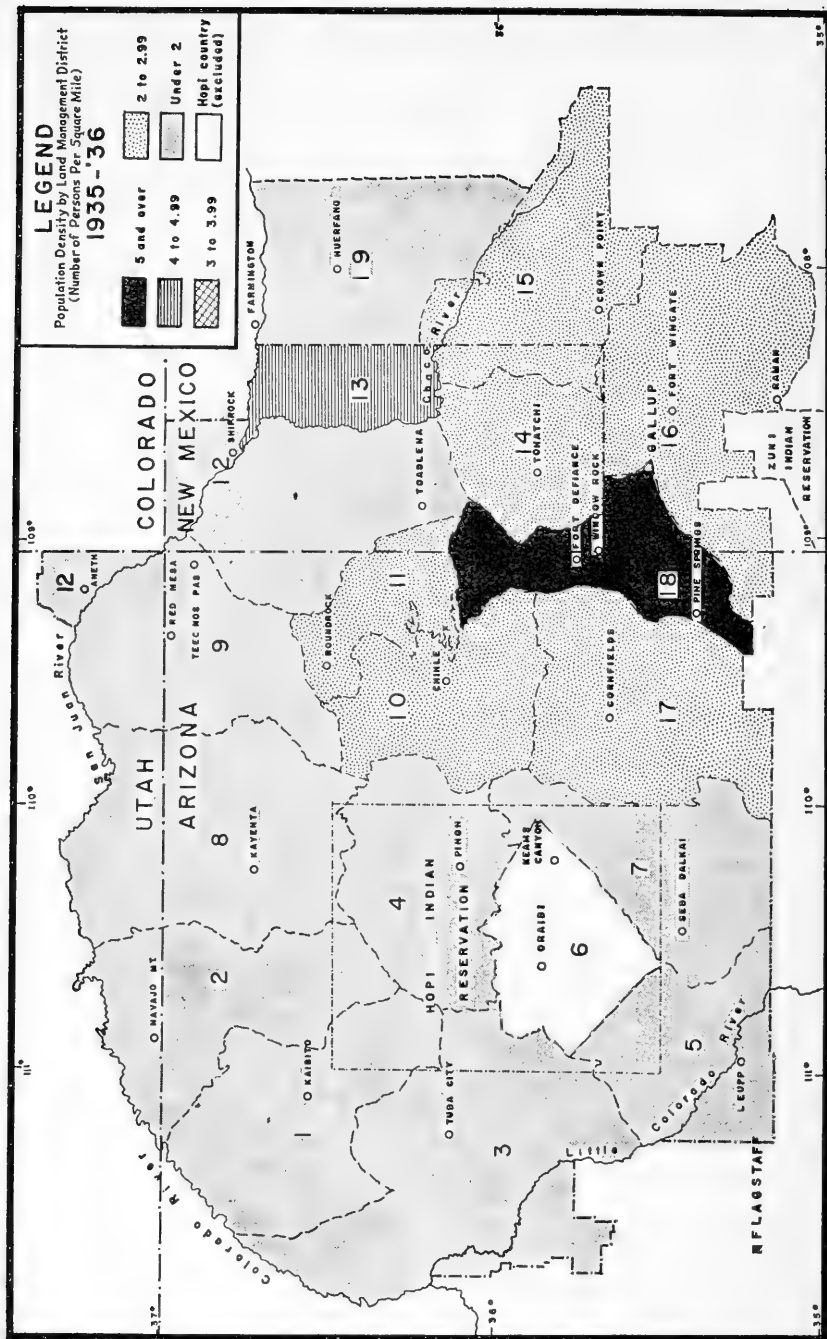 LEGEND
Population Density by Land Management District
(Number of Persons Per Square Mile)
1935-'36
5 and over
4 to 4.99
3 to 3.99
2 to 2.99
Under 2
Hopi country
(excluded)
111°
110°
109°
37°
36°
35°
UTAH
ARIZONA
COLORADO
NEW MEXICO
Colorado River
San Juan River
NAVAJO MT
12
ANETH
RED MESA
TEEC NOS PAS
SHIPROCK
12
FARMINGTON
1
KAIBITO
2
8
KAYENTA
9
13
19
HUERFANO
ROUNDROCK
11
10
CHINLE
TOADLENA
Chaco River
4
HOPI INDIAN
RESERVATION
PINON
TUBA CITY
3
36°
14
TOHATCHI
15
CROWN POINT
FORT DEFIANCE
WINDOW ROCK
KEAMS
CANYON
ORAIBI
6
CORNFIELDS
17
7
SEBA DALKAI
18
PINE SPRINGS
GALLUP
16
FORT WINGATE
RAMAH
ZUNI
INDIAN
RESERVATION
Little Colorado River
5
LEUPP
FLAGSTAFF
35°
111°
110°
109°
108°